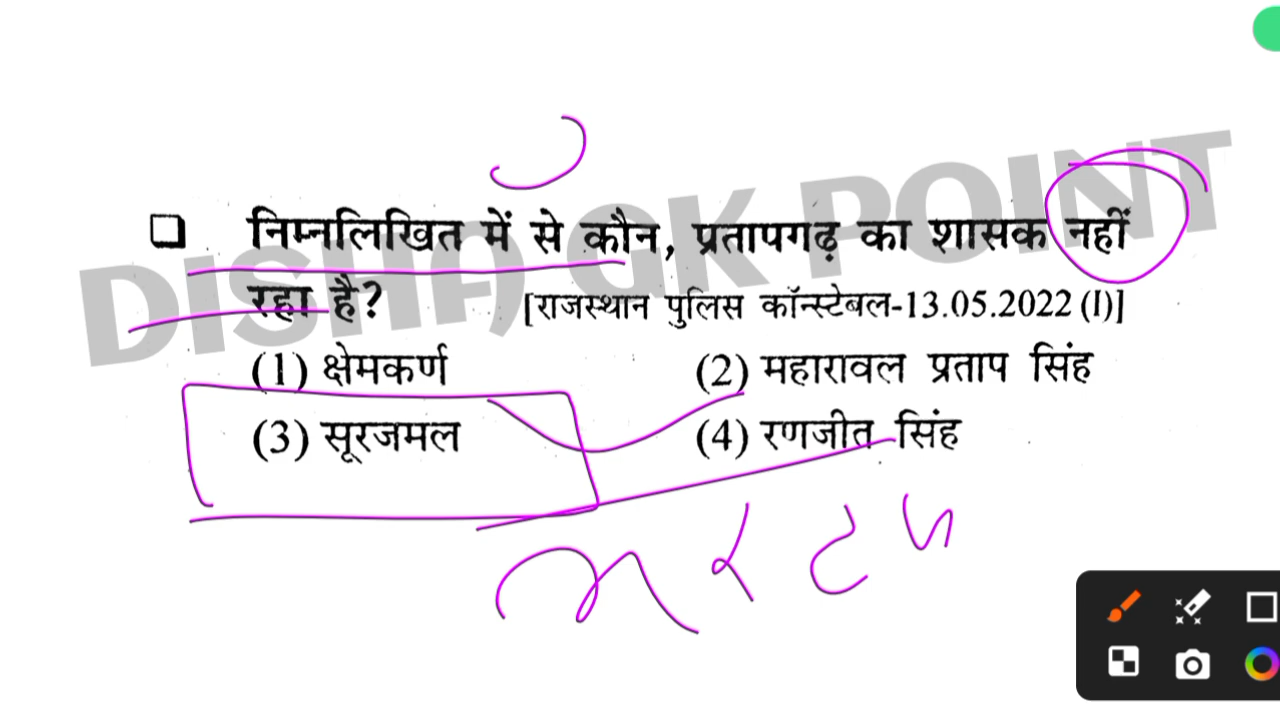 DISHA GK POINT
❑ निम्नलिखित में से कौन, प्रतापगढ़ का शासक नहीं
रहा है? [राजस्थान पुलिस कॉन्स्टेबल-13.05.2022 (I)]
(1) क्षेमकर्ण (2) महारावल प्रताप सिंह
(3) सूरजमल (4) रणजीत सिंह